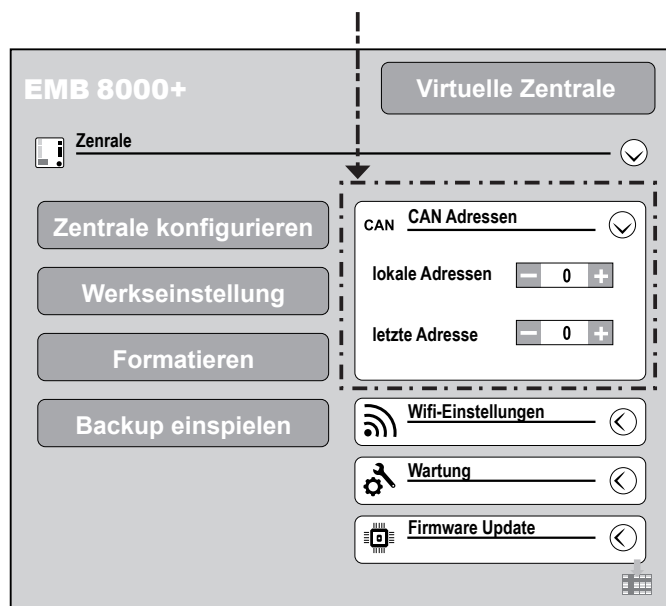 EMB 8000+
Virtuelle Zentrale
Zenrale
Zentrale konfigurieren
Werkseinstellung
Formatieren
Backup einspielen
CAN CAN Adressen
lokale Adressen − 0 +
letzte Adresse − 0 +
Wifi-Einstellungen
Wartung
Firmware Update